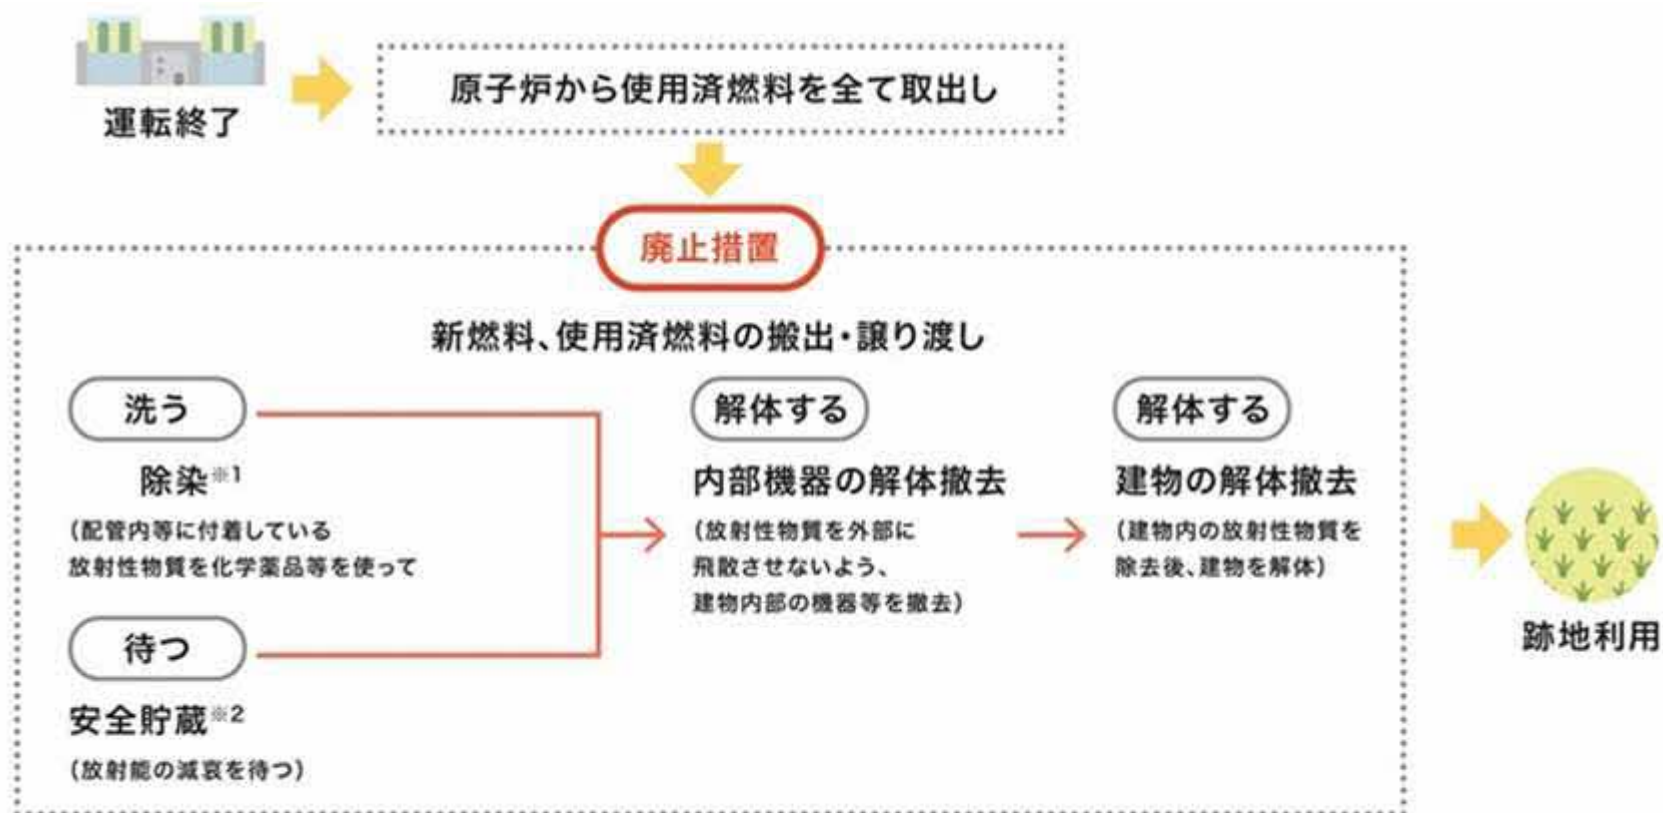 運転終了
原子炉から使用済燃料を全て取出し
廃止措置
新燃料、使用済燃料の搬出・譲り渡し
洗う
除染※1
（配管内等に付着している
放射性物質を化学薬品等を使って
待つ
安全貯蔵※2
（放射能の減衰を待つ）
解体する
内部機器の解体撤去
（放射性物質を外部に
飛散させないよう、
建物内部の機器等を撤去）
解体する
建物の解体撤去
（建物内の放射性物質を
除去後、建物を解体）
跡地利用